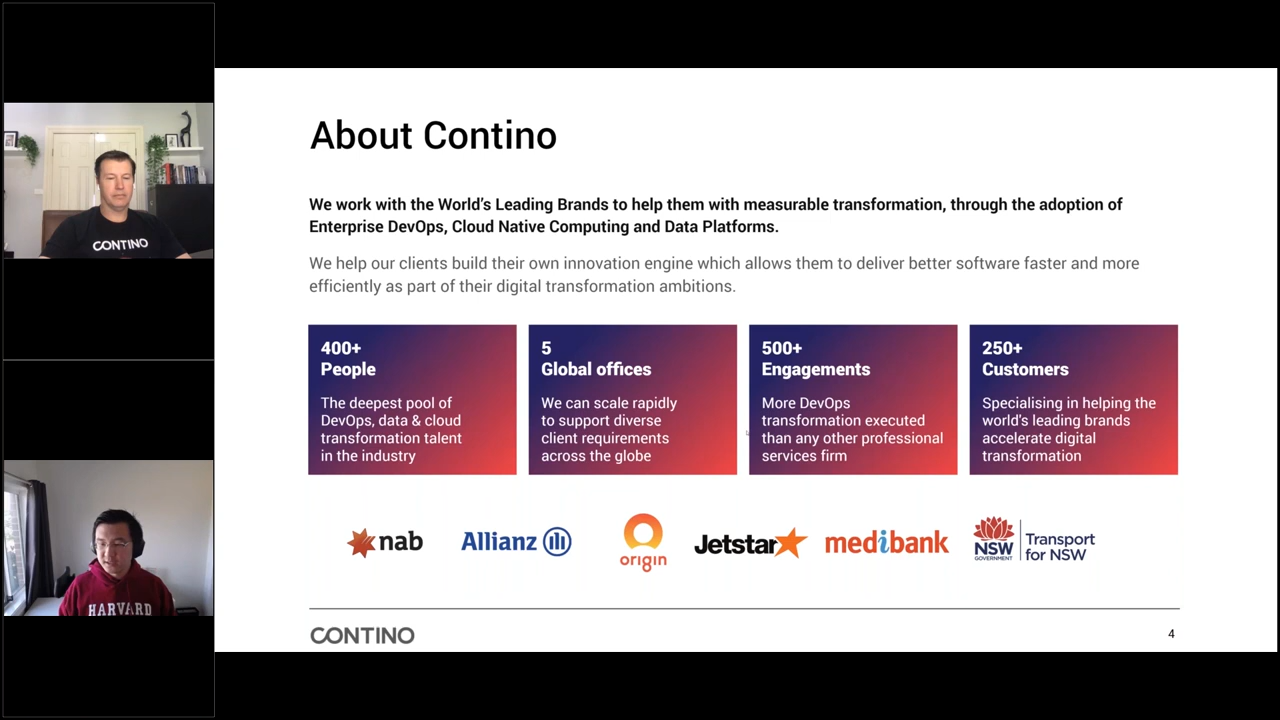 About Contino
We work with the World's Leading Brands to help them with measurable transformation, through the adoption of
Enterprise DevOps, Cloud Native Computing and Data Platforms.
We help our clients build their own innovation engine which allows them to deliver better software faster and more
efficiently as part of their digital transformation ambitions.
400+
People
The deepest pool of
DevOps, data & cloud
transformation talent
in the industry
5
Global offices
We can scale rapidly
to support diverse
client requirements
across the globe
500+
Engagements
More DevOps
transformation executed
than any other professional
services firm
250+
Customers
Specialising in helping the
world's leading brands
accelerate digital
transformation
nab
Allianz
origin
Jetstar
medibank
NSW
GOVERNMENT
Transport
for NSW
CONTINO
4
CONTINO
HARVARD